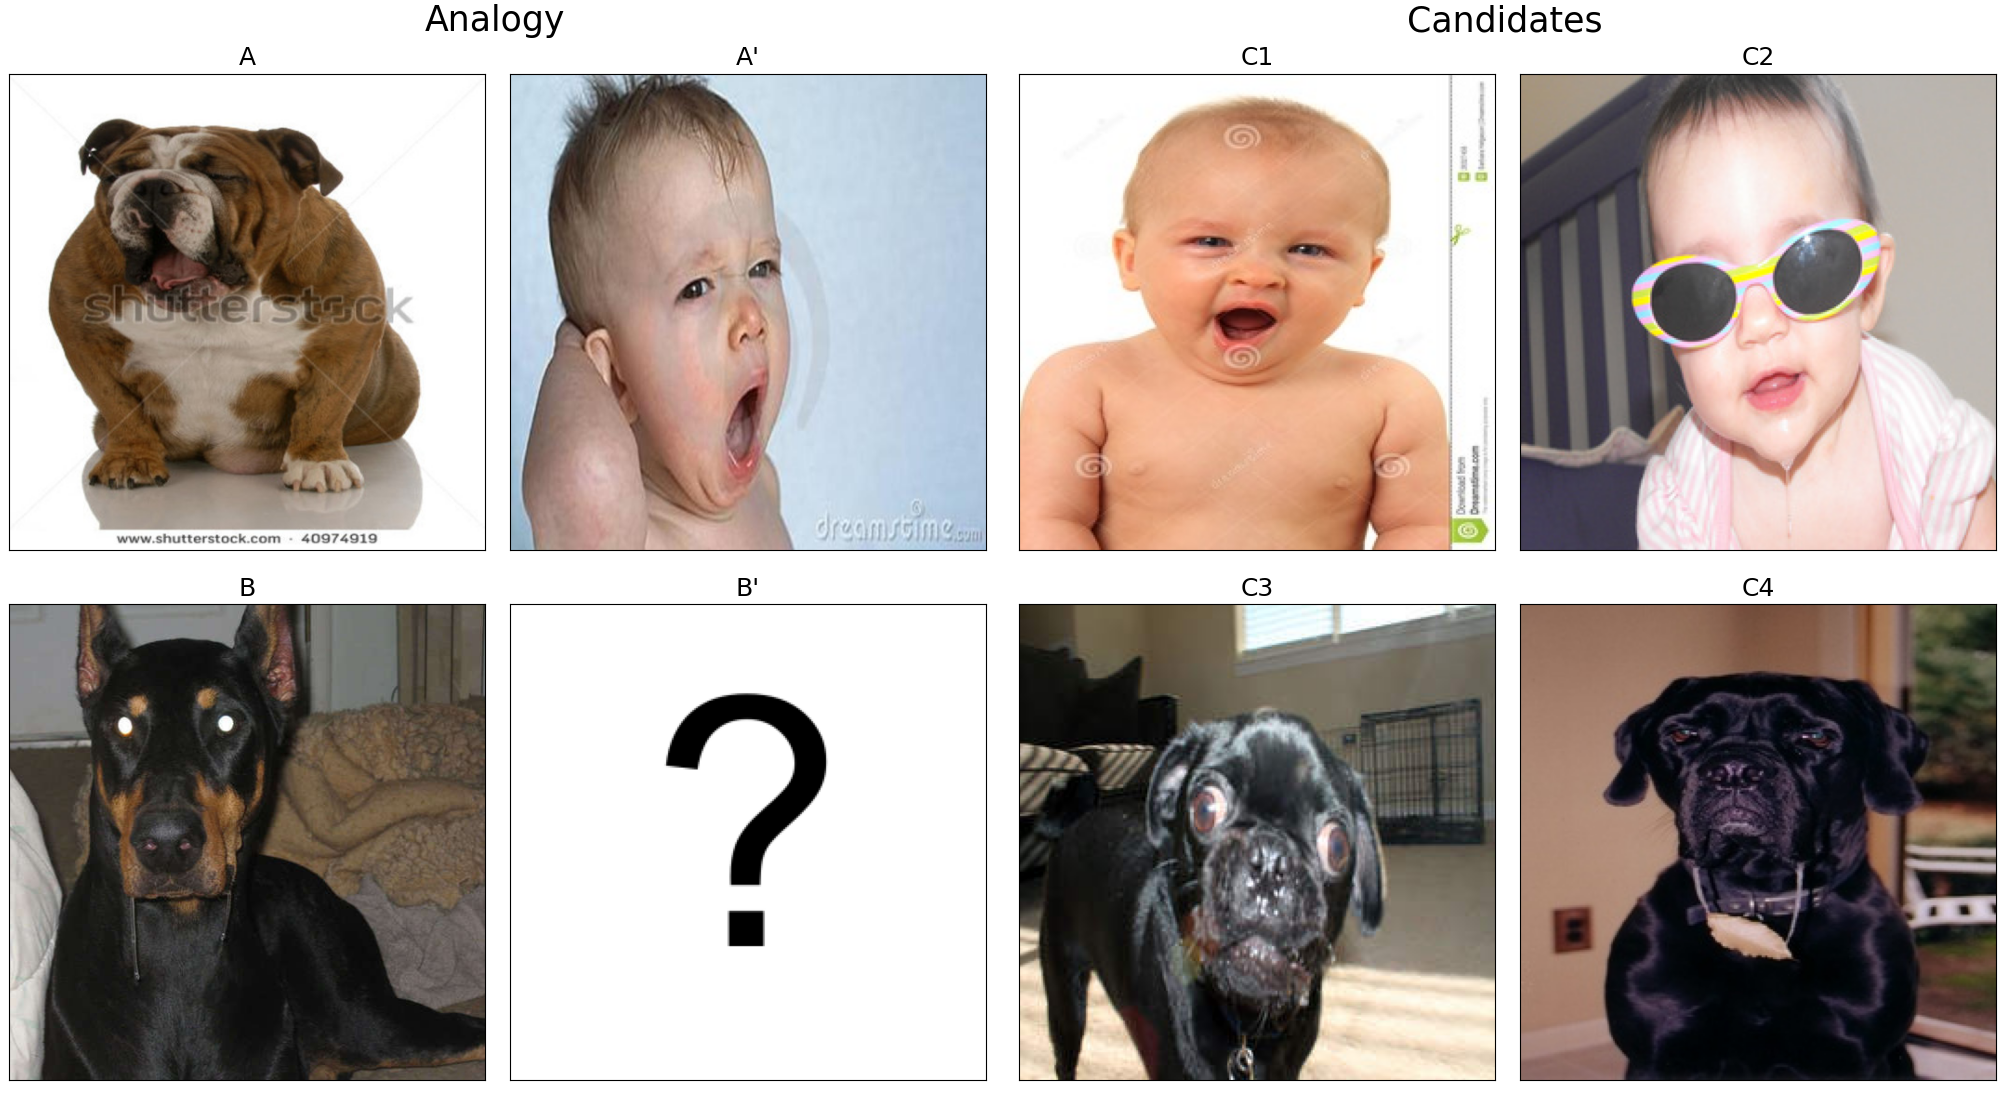 Analogy
Candidates
A
A'
C1
C2
shutterstock
www.shutterstock.com · 40974919
dreamstime.com
Download from
Dreamstime.com
B
B'
C3
C4
?